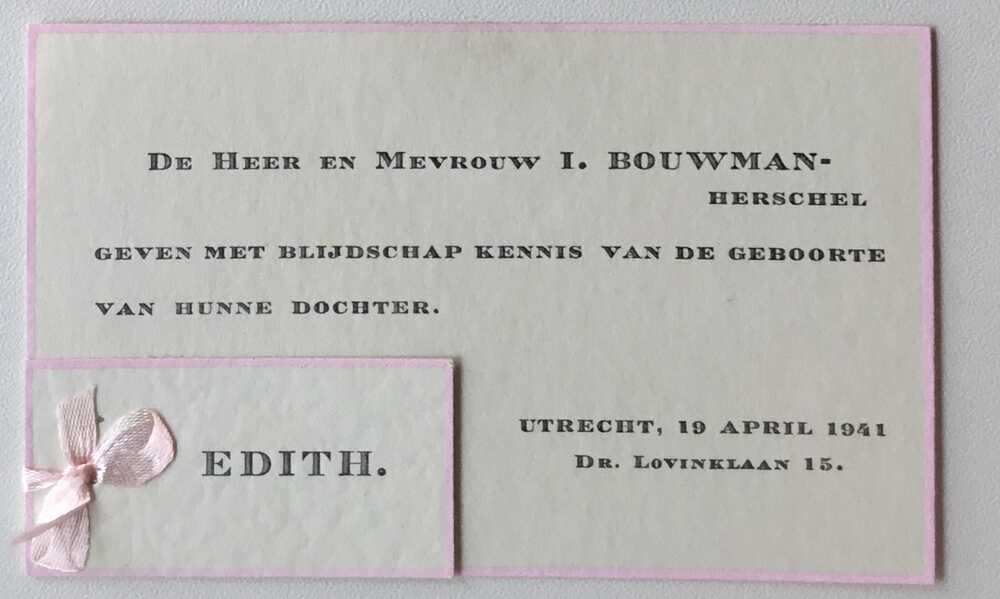 De Heer en Mevrouw I. BOUWMAN-
HERSCHEL
GEVEN MET BLIJDSCHAP KENNIS VAN DE GEBOORTE
VAN HUNNE DOCHTER.
EDITH.
UTRECHT, 19 APRIL 1941
Dr. Lovinklaan 15.